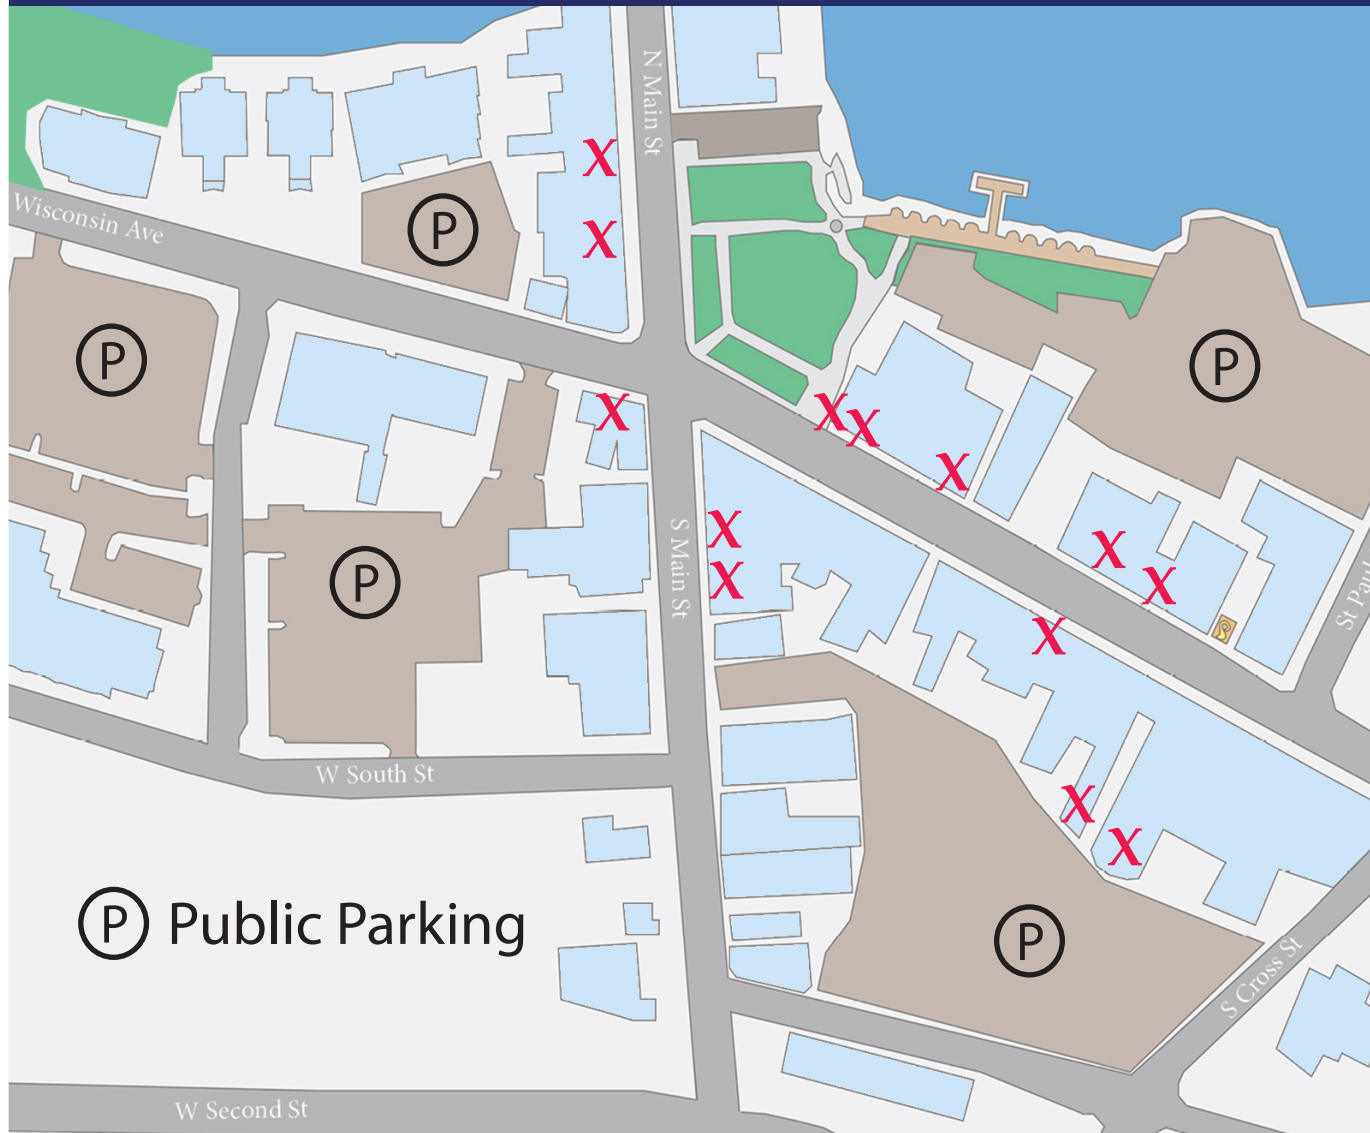 N Main St
X
X
Wisconsin Ave
P
P
P
X
X
X
X
X
X
S Main St
X
X
P
X
St Paul
W South St
X
X
P Public Parking
P
S Cross St
W Second St